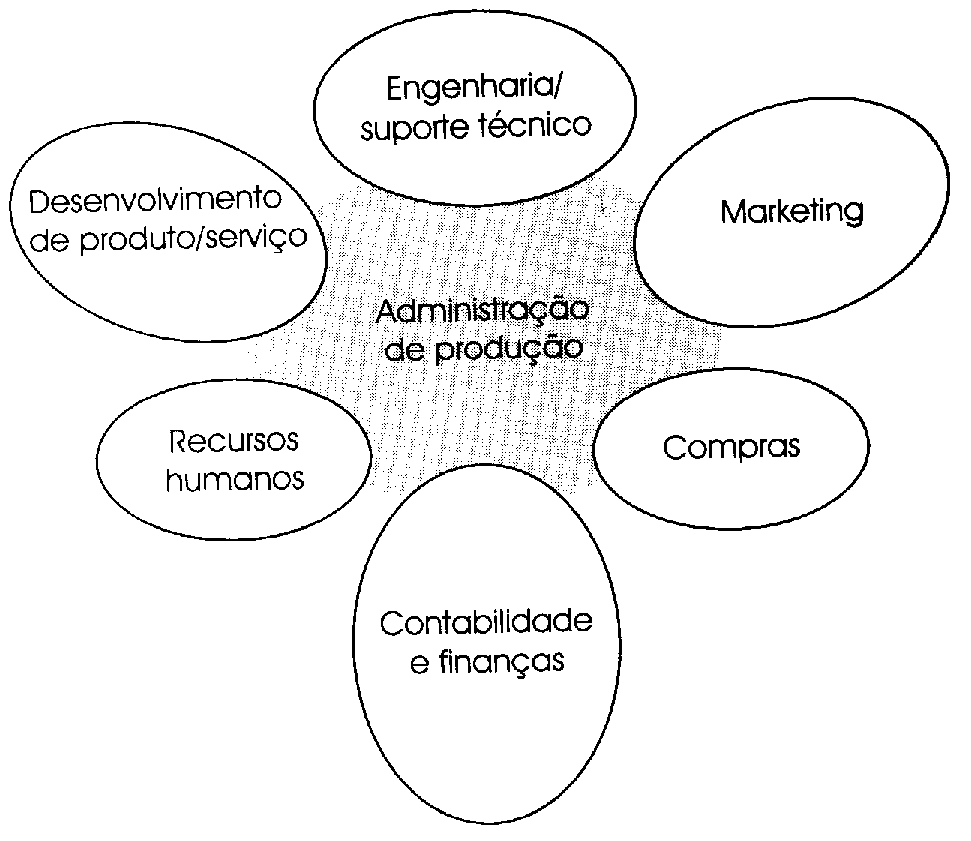 Engenharia/
suporte técnico
Desenvolvimento
de produto/serviço
Marketing
Administração
de produção
Recursos
humanos
Compras
Contabilidade
e finanças